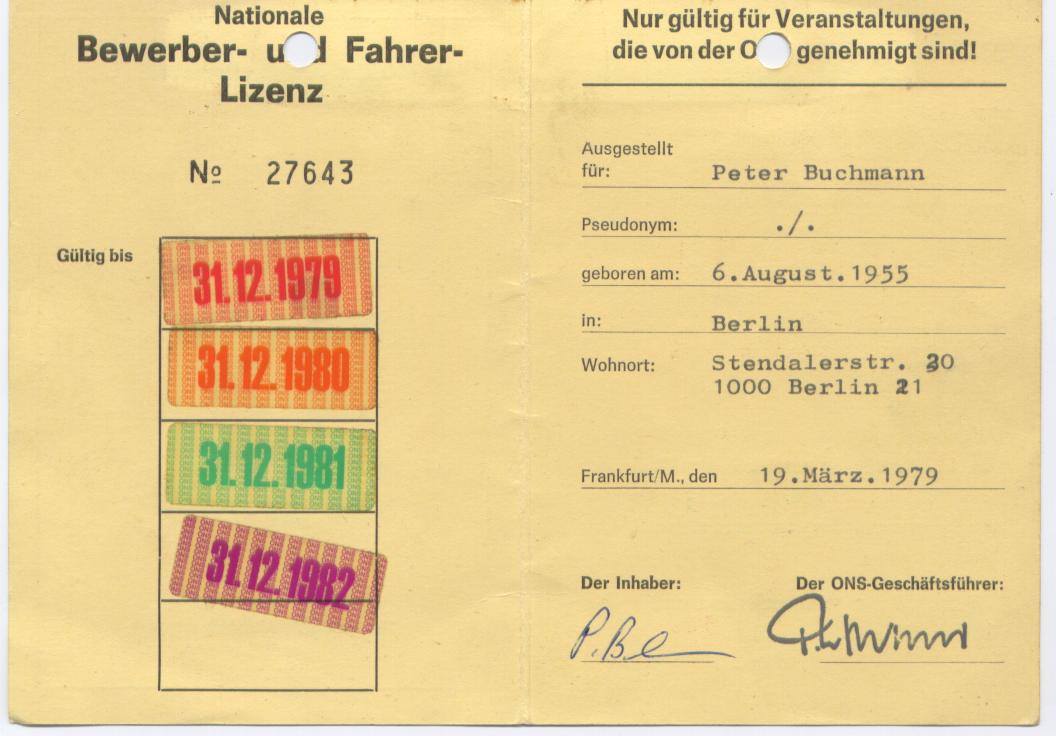 Nationale
Bewerber- und Fahrer-
Lizenz
Nº 27643
Gültig bis
31.12.1979
31.12.1980
31.12.1981
31.12.1982
Nur gültig für Veranstaltungen,
die von der O genehmigt sind!
Ausgestellt
für: Peter Buchmann
Pseudonym: ./.
geboren am: 6.August.1955
in: Berlin
Wohnort: Stendalerstr. 20
1000 Berlin 21
Frankfurt/M., den 19.März.1979
Der Inhaber: Der ONS-Geschäftsführer:
P.B